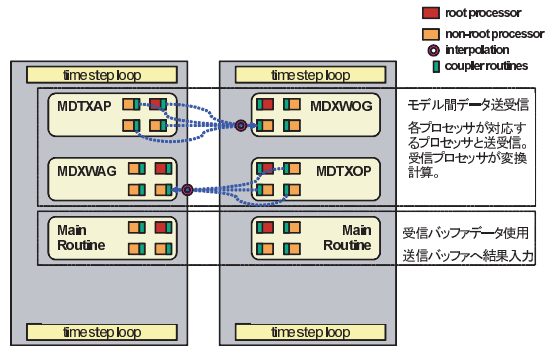 root processor
non-root processor
interpolation
coupler routines
time step loop
time step loop
MDTXAP
MDXWOG
モデル間データ送受信
各プロセッサが対応す
るプロセッサと送受信。
受信プロセッサが変換
計算。
MDXWAG
MDTXOP
Main
Routine
Main
Routine
受信バッファデータ使用
送信バッファへ結果入力
time step loop
time step loop